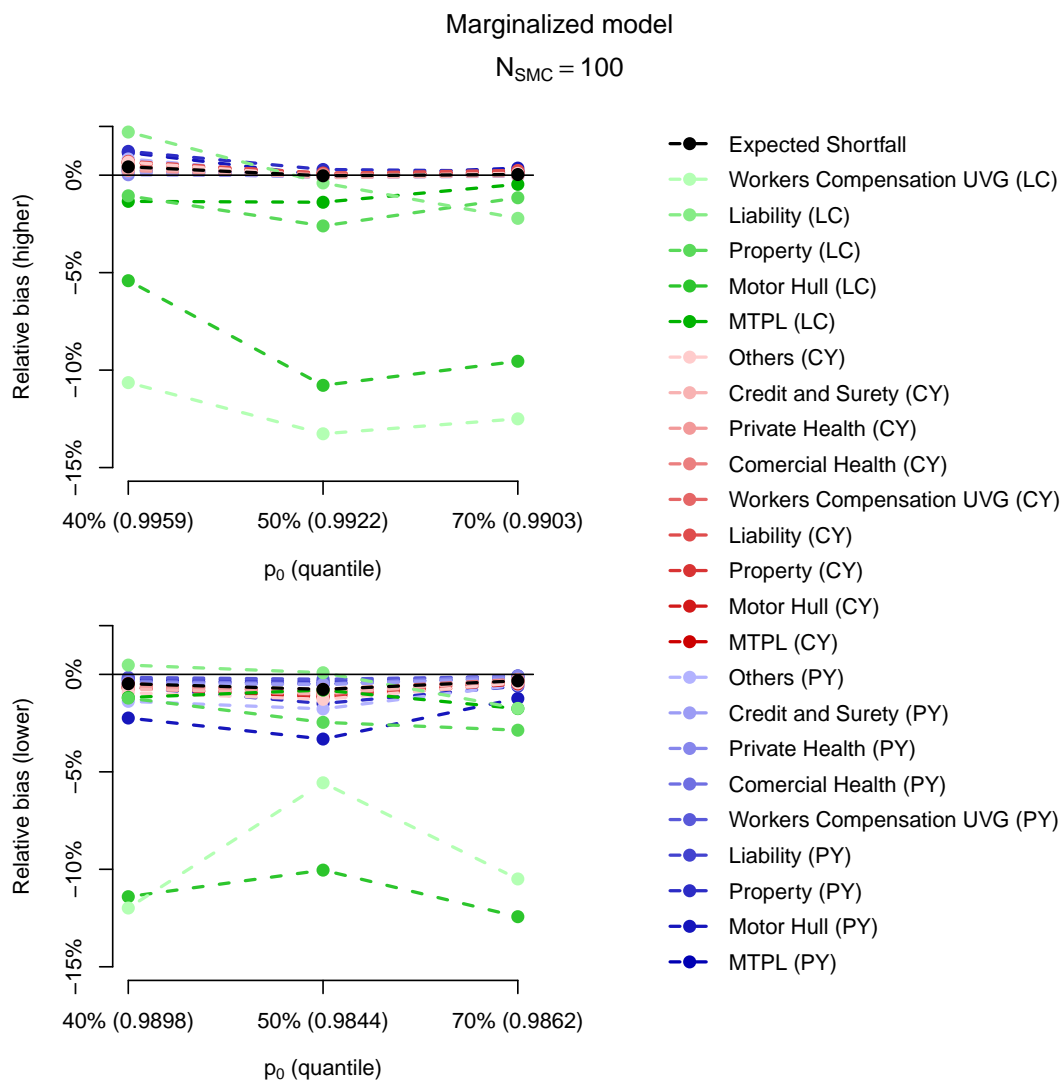 Marginalized model
N_SMC = 100
Relative bias (higher)
0%
−5%
−10%
−15%
40% (0.9959) 50% (0.9922) 70% (0.9903)
p_0 (quantile)
Expected Shortfall
Workers Compensation UVG (LC)
Liability (LC)
Property (LC)
Motor Hull (LC)
MTPL (LC)
Others (CY)
Credit and Surety (CY)
Private Health (CY)
Comercial Health (CY)
Workers Compensation UVG (CY)
Liability (CY)
Property (CY)
Motor Hull (CY)
MTPL (CY)
Others (PY)
Credit and Surety (PY)
Private Health (PY)
Comercial Health (PY)
Workers Compensation UVG (PY)
Liability (PY)
Property (PY)
Motor Hull (PY)
MTPL (PY)
Relative bias (lower)
0%
−5%
−10%
−15%
40% (0.9898) 50% (0.9844) 70% (0.9862)
p_0 (quantile)